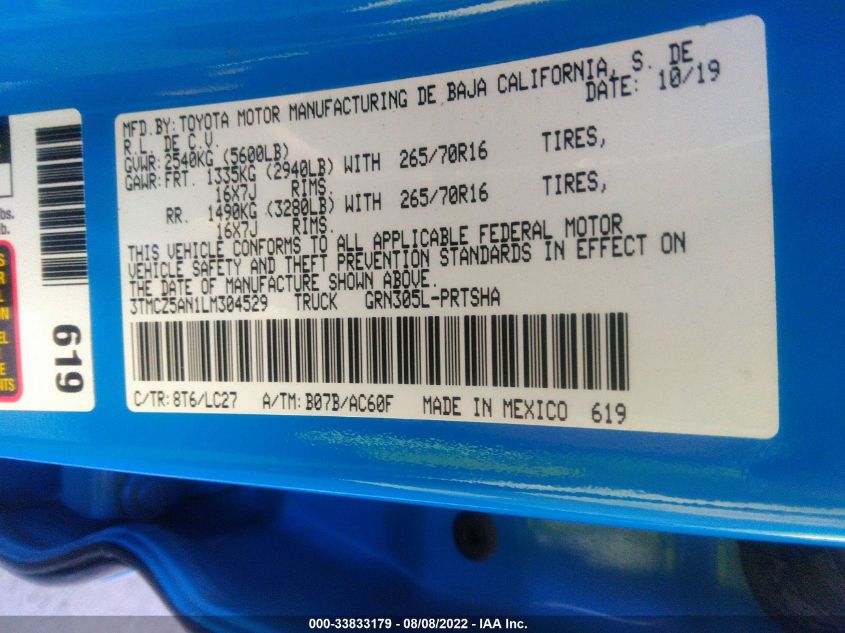 MFD.BY: TOYOTA MOTOR MANUFACTURING DE BAJA CALIFORNIA, S. DE
R.L. DE C.V. DATE: 10/19
GVWR: 2540KG (5600LB)
GAWR: FRT. 1335KG (2940LB) WITH 265/70R16 TIRES,
16X7J RIMS.
RR. 1490KG (3280LB) WITH 265/70R16 TIRES,
16X7J RIMS.
THIS VEHICLE CONFORMS TO ALL APPLICABLE FEDERAL MOTOR
VEHICLE SAFETY AND THEFT PREVENTION STANDARDS IN EFFECT ON
THE DATE OF MANUFACTURE SHOWN ABOVE.
3TMCZ5AN1LM304529 TRUCK GRN305L-PRTSHA
C/TR: 8T6/LC27 A/TM: B07B/AC60F MADE IN MEXICO 619
619
bs.
b.
S
R
ON
EL
E
NTS
000-33833179 - 08/08/2022 - IAA Inc.